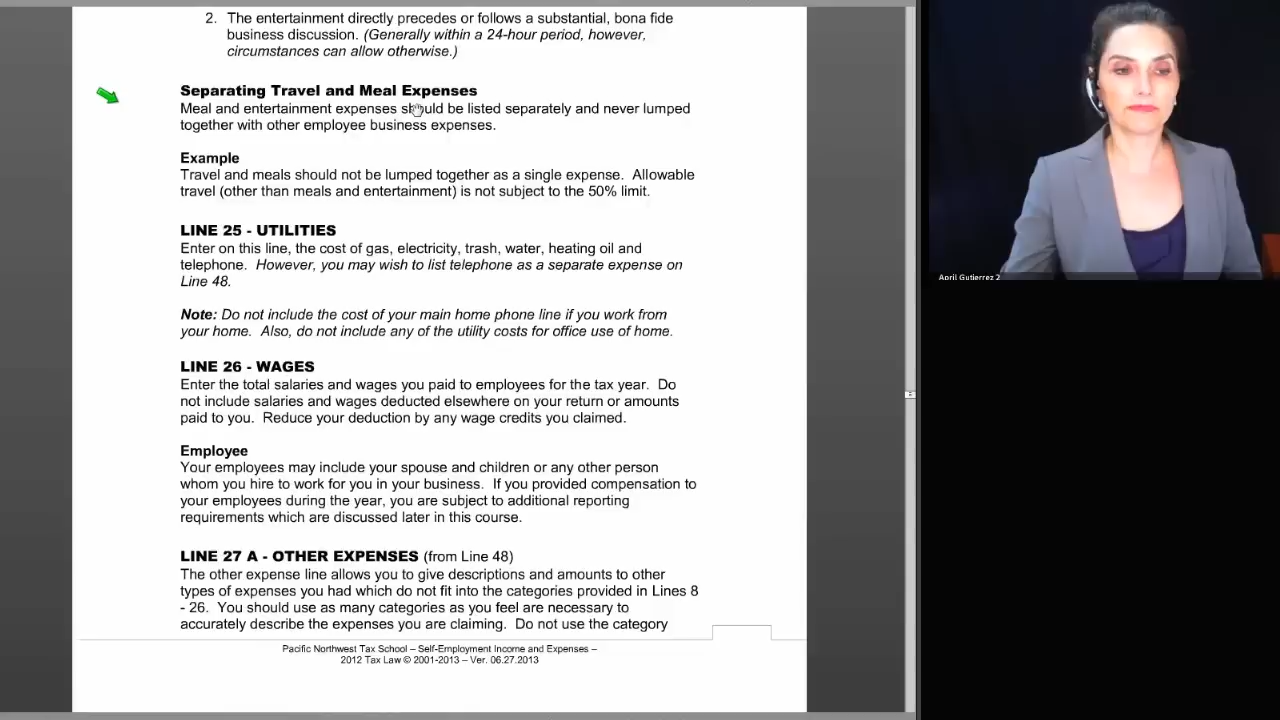 2. The entertainment directly precedes or follows a substantial, bona fide
business discussion. (Generally within a 24-hour period, however,
circumstances can allow otherwise.)
Separating Travel and Meal Expenses
Meal and entertainment expenses should be listed separately and never lumped
together with other employee business expenses.
Example
Travel and meals should not be lumped together as a single expense. Allowable
travel (other than meals and entertainment) is not subject to the 50% limit.
LINE 25 - UTILITIES
Enter on this line, the cost of gas, electricity, trash, water, heating oil and
telephone. However, you may wish to list telephone as a separate expense on
Line 48.
Note: Do not include the cost of your main home phone line if you work from
your home. Also, do not include any of the utility costs for office use of home.
LINE 26 - WAGES
Enter the total salaries and wages you paid to employees for the tax year. Do
not include salaries and wages deducted elsewhere on your return or amounts
paid to you. Reduce your deduction by any wage credits you claimed.
Employee
Your employees may include your spouse and children or any other person
whom you hire to work for you in your business. If you provided compensation to
your employees during the year, you are subject to additional reporting
requirements which are discussed later in this course.
LINE 27 A - OTHER EXPENSES (from Line 48)
The other expense line allows you to give descriptions and amounts to other
types of expenses you had which do not fit into the categories provided in Lines 8
- 26. You should use as many categories as you feel are necessary to
accurately describe the expenses you are claiming. Do not use the category
Pacific Northwest Tax School – Self-Employment Income and Expenses –
2012 Tax Law © 2001-2013 – Ver. 06.27.2013
April Gutierrez 2